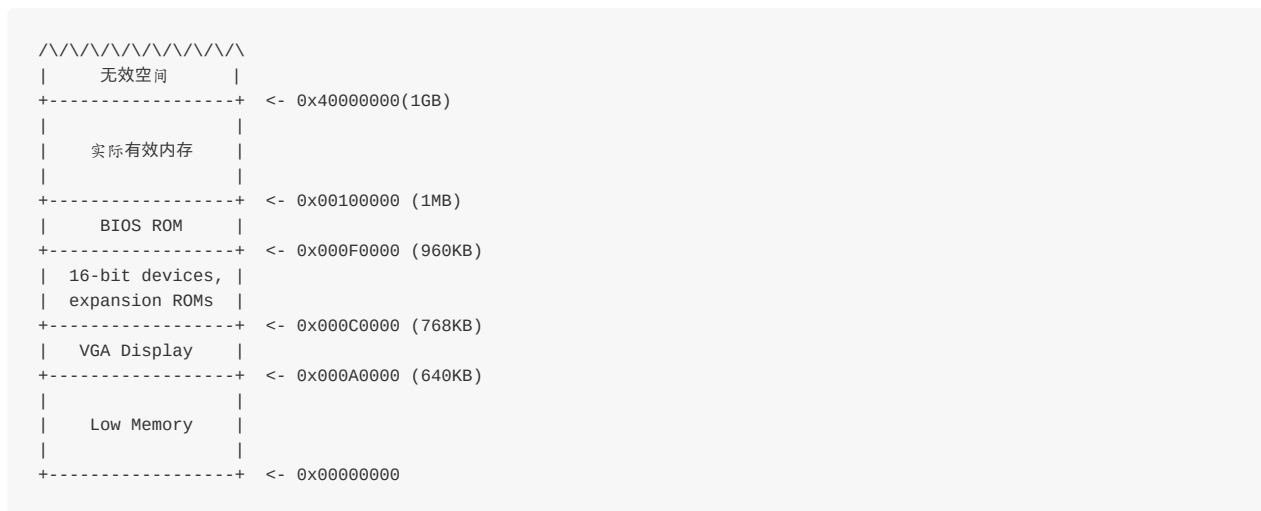 /\/\/\/\/\/\/\/\/\/\
|     无效空间      |
+------------------+  <- 0x40000000(1GB)
|                  |
|    实际有效内存    |
|                  |
+------------------+  <- 0x00100000 (1MB)
|     BIOS ROM     |
+------------------+  <- 0x000F0000 (960KB)
|  16-bit devices, |
|  expansion ROMs  |
+------------------+  <- 0x000C0000 (768KB)
|   VGA Display    |
+------------------+  <- 0x000A0000 (640KB)
|                  |
|    Low Memory    |
|                  |
+------------------+  <- 0x00000000